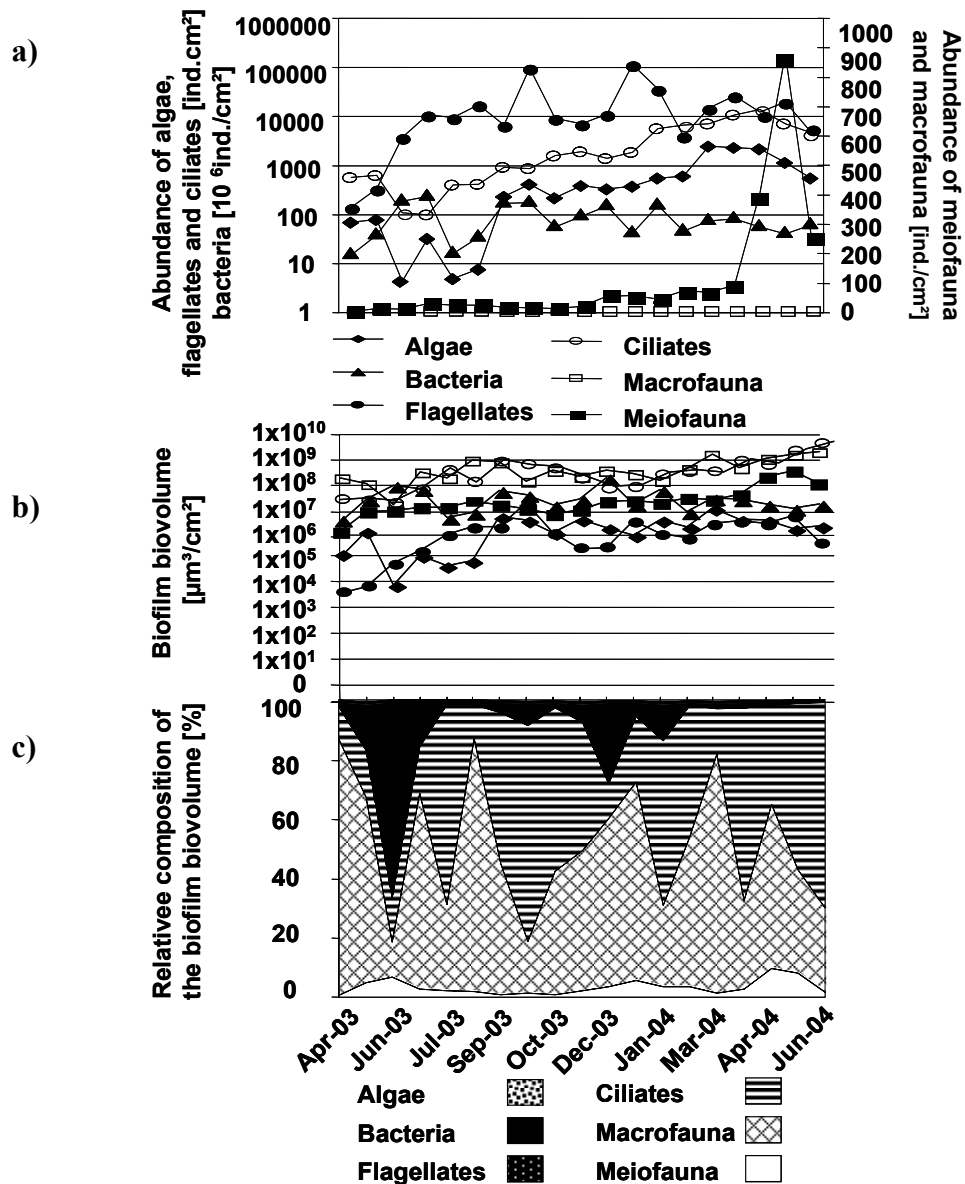 a)
Abundance of algae,
flagellates and ciliates [ind.cm²]
bacteria [10 ⁶ind./cm²]
1000000
100000
10000
1000
100
10
1
1000
900
800
700
600
500
400
300
200
100
0
Abundance of meiofauna
and macrofauna [ind./cm²]
Algae
Bacteria
Flagellates
Ciliates
Macrofauna
Meiofauna
b)
Biofilm biovolume
[µm³/cm²]
1x10¹⁰
1x10⁹
1x10⁸
1x10⁷
1x10⁶
1x10⁵
1x10⁴
1x10³
1x10²
1x10¹
0
c)
Relativee composition of
the biofilm biovolume [%]
100
80
60
40
20
0
Apr-03
Jun-03
Jul-03
Sep-03
Oct-03
Dec-03
Jan-04
Mar-04
Apr-04
Jun-04
Algae
Bacteria
Flagellates
Ciliates
Macrofauna
Meiofauna